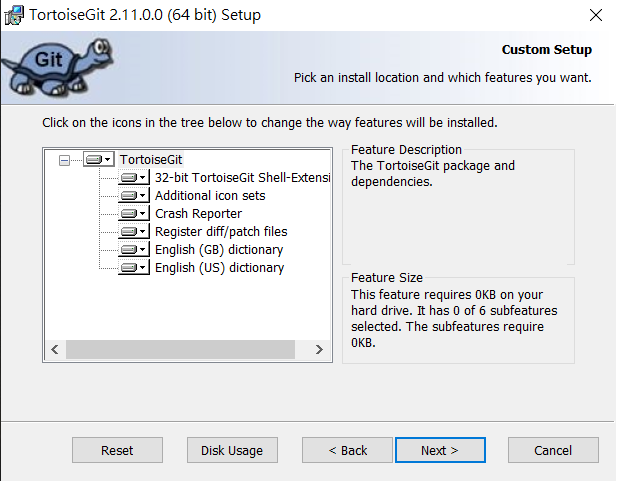 TortoiseGit 2.11.0.0 (64 bit) Setup
Git
Custom Setup
Pick an install location and which features you want.
Click on the icons in the tree below to change the way features will be installed.
TortoiseGit
32-bit TortoiseGit Shell-Extensi
Additional icon sets
Crash Reporter
Register diff/patch files
English (GB) dictionary
English (US) dictionary
Feature Description
The TortoiseGit package and
dependencies.
Feature Size
This feature requires 0KB on your
hard drive. It has 0 of 6 subfeatures
selected. The subfeatures require
0KB.
Reset
Disk Usage
< Back
Next >
Cancel